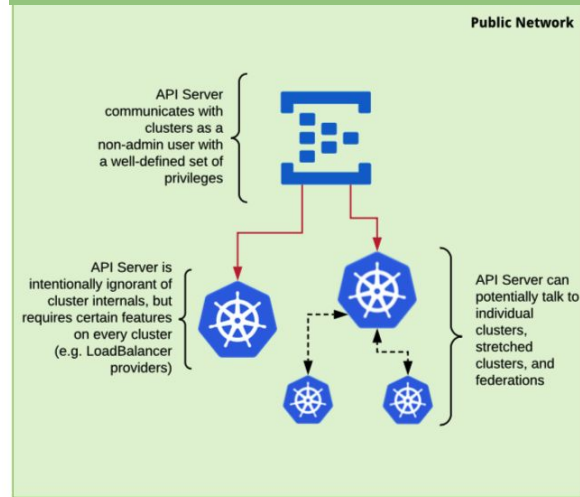 Public Network
API Server
communicates with
clusters as a
non-admin user with
a well-defined set of
privileges
API Server is
intentionally ignorant of
cluster internals, but
requires certain features
on every cluster
(e.g. LoadBalancer
providers)
API Server can
potentially talk to
individual
clusters,
stretched
clusters, and
federations